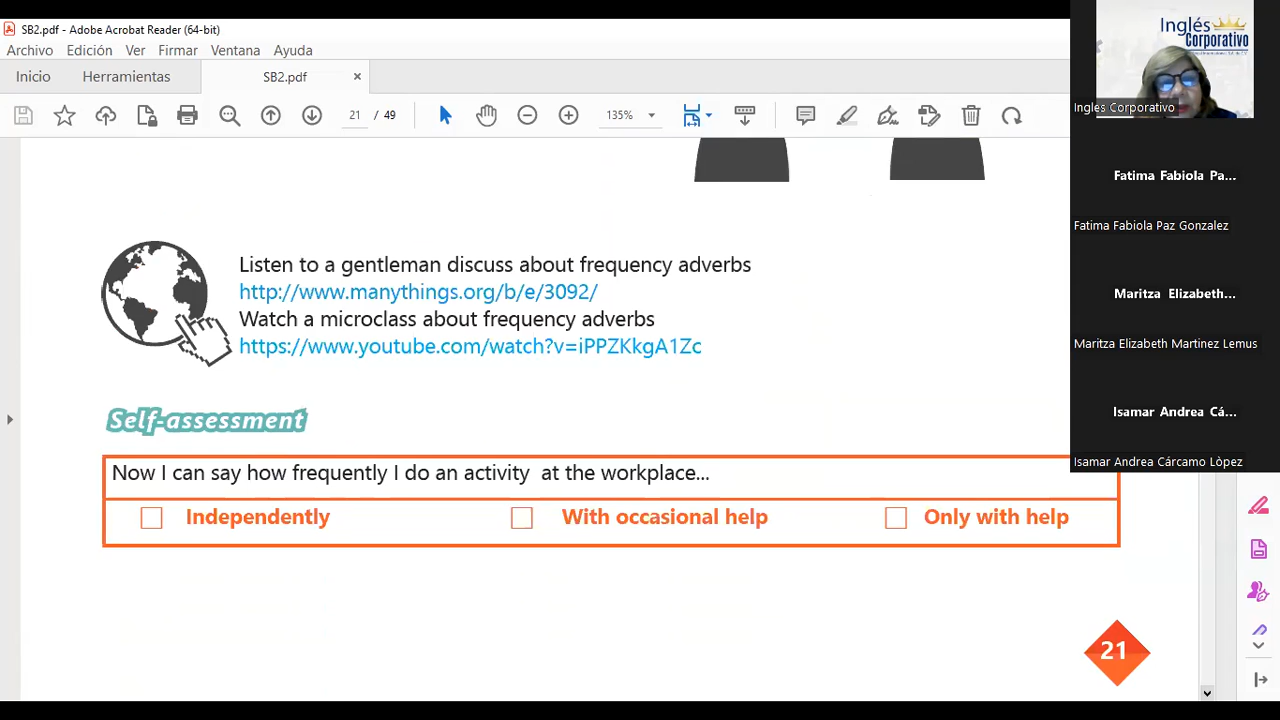 SB2.pdf - Adobe Acrobat Reader (64-bit)
Archivo Edición Ver Firmar Ventana Ayuda
Inicio Herramientas SB2.pdf ×
21 / 49 135%
Listen to a gentleman discuss about frequency adverbs
http://www.manythings.org/b/e/3092/
Watch a microclass about frequency adverbs
https://www.youtube.com/watch?v=iPPZKkgA1Zc
Self-assessment
Now I can say how frequently I do an activity at the workplace...
Independently With occasional help Only with help
21
Inglés
Corporativo
Ingles Corporativo
Fatima Fabiola Pa...
Fatima Fabiola Paz Gonzalez
Maritza Elizabeth...
Maritza Elizabeth Martinez Lemus
Isamar Andrea Cá...
Isamar Andrea Cárcamo Lòpez